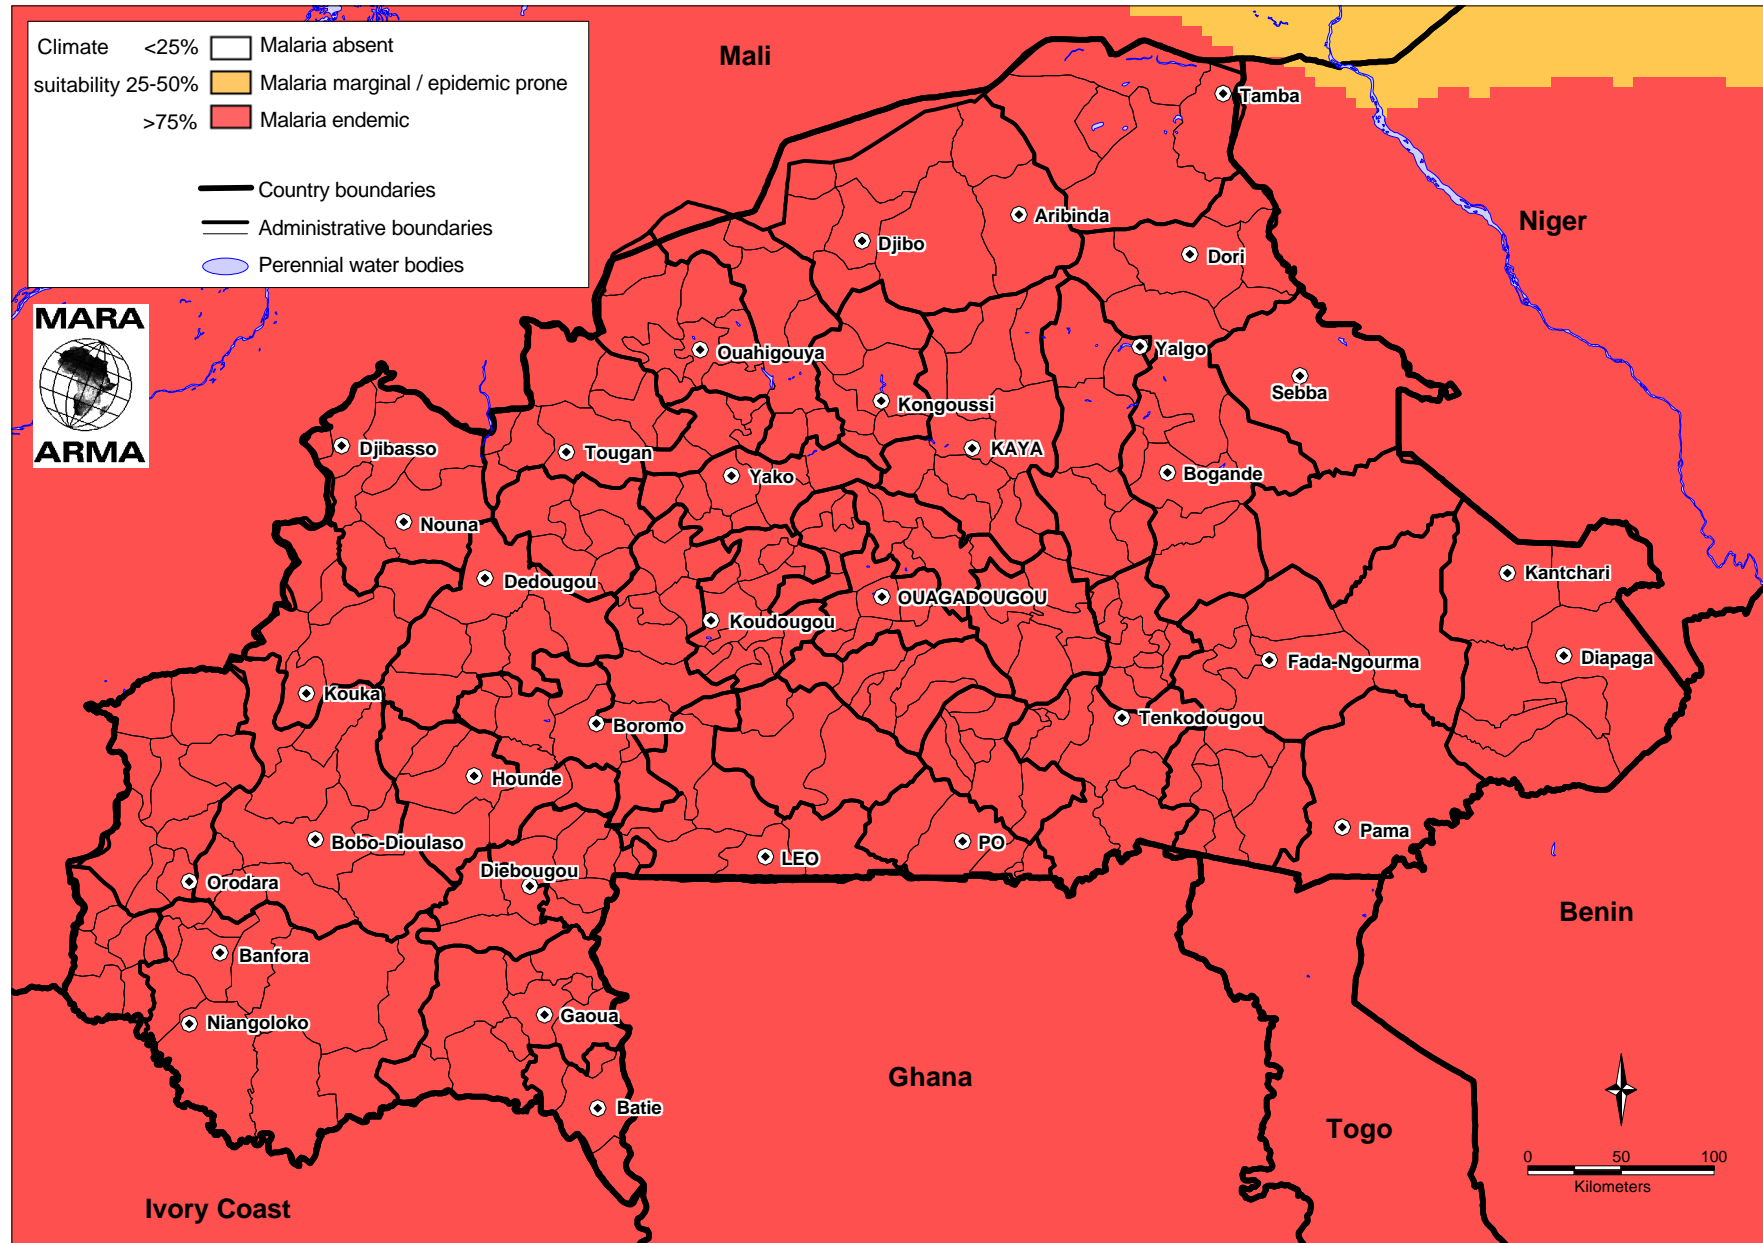 Climate <25% Malaria absent
suitability 25-50% Malaria marginal / epidemic prone
>75% Malaria endemic
Country boundaries
Administrative boundaries
Perennial water bodies
MARA
ARMA
Mali
Niger
Benin
Togo
Ghana
Ivory Coast
Tamba
Aribinda
Djibo
Dori
Ouahigouya
Yalgo
Sebba
Kongoussi
Djibasso
Tougan
KAYA
Yako
Bogande
Nouna
Dedougou
Kantchari
OUAGADOUGOU
Koudougou
Fada-Ngourma
Diapaga
Kouka
Boromo
Tenkodougou
Hounde
Bobo-Dioulaso
Pama
PO
LEO
Diebougou
Orodara
Banfora
Gaoua
Niangoloko
Batie
0 50 100
Kilometers